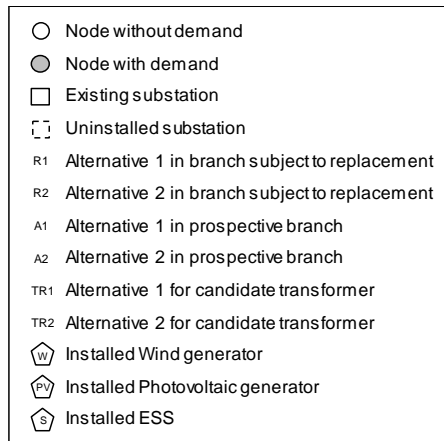 Node without demand
Node with demand
Existing substation
Uninstalled substation
R1 Alternative 1 in branch subject to replacement
R2 Alternative 2 in branch subject to replacement
A1 Alternative 1 in prospective branch
A2 Alternative 2 in prospective branch
TR1 Alternative 1 for candidate transformer
TR2 Alternative 2 for candidate transformer
W Installed Wind generator
PV Installed Photovoltaic generator
S Installed ESS